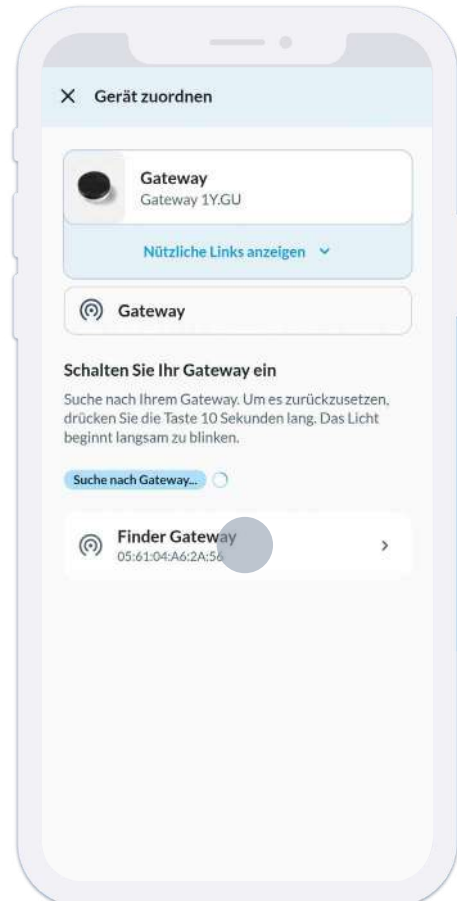 Gerät zuordnen
Gateway
Gateway 1Y.GU
Nützliche Links anzeigen
Gateway
Schalten Sie Ihr Gateway ein
Suche nach Ihrem Gateway. Um es zurückzusetzen,
drücken Sie die Taste 10 Sekunden lang. Das Licht
beginnt langsam zu blinken.
Suche nach Gateway...
Finder Gateway
05:61:04:A6:2A:56